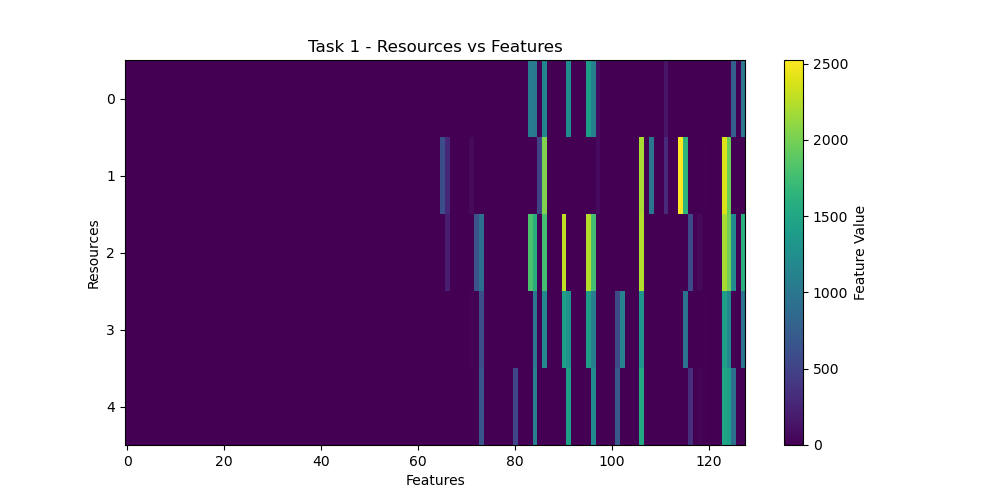 Task 1 - Resources vs Features
0
1
2
3
4
Resources
0 20 40 60 80 100 120
Features
2500
2000
1500
1000
500
0
Feature Value